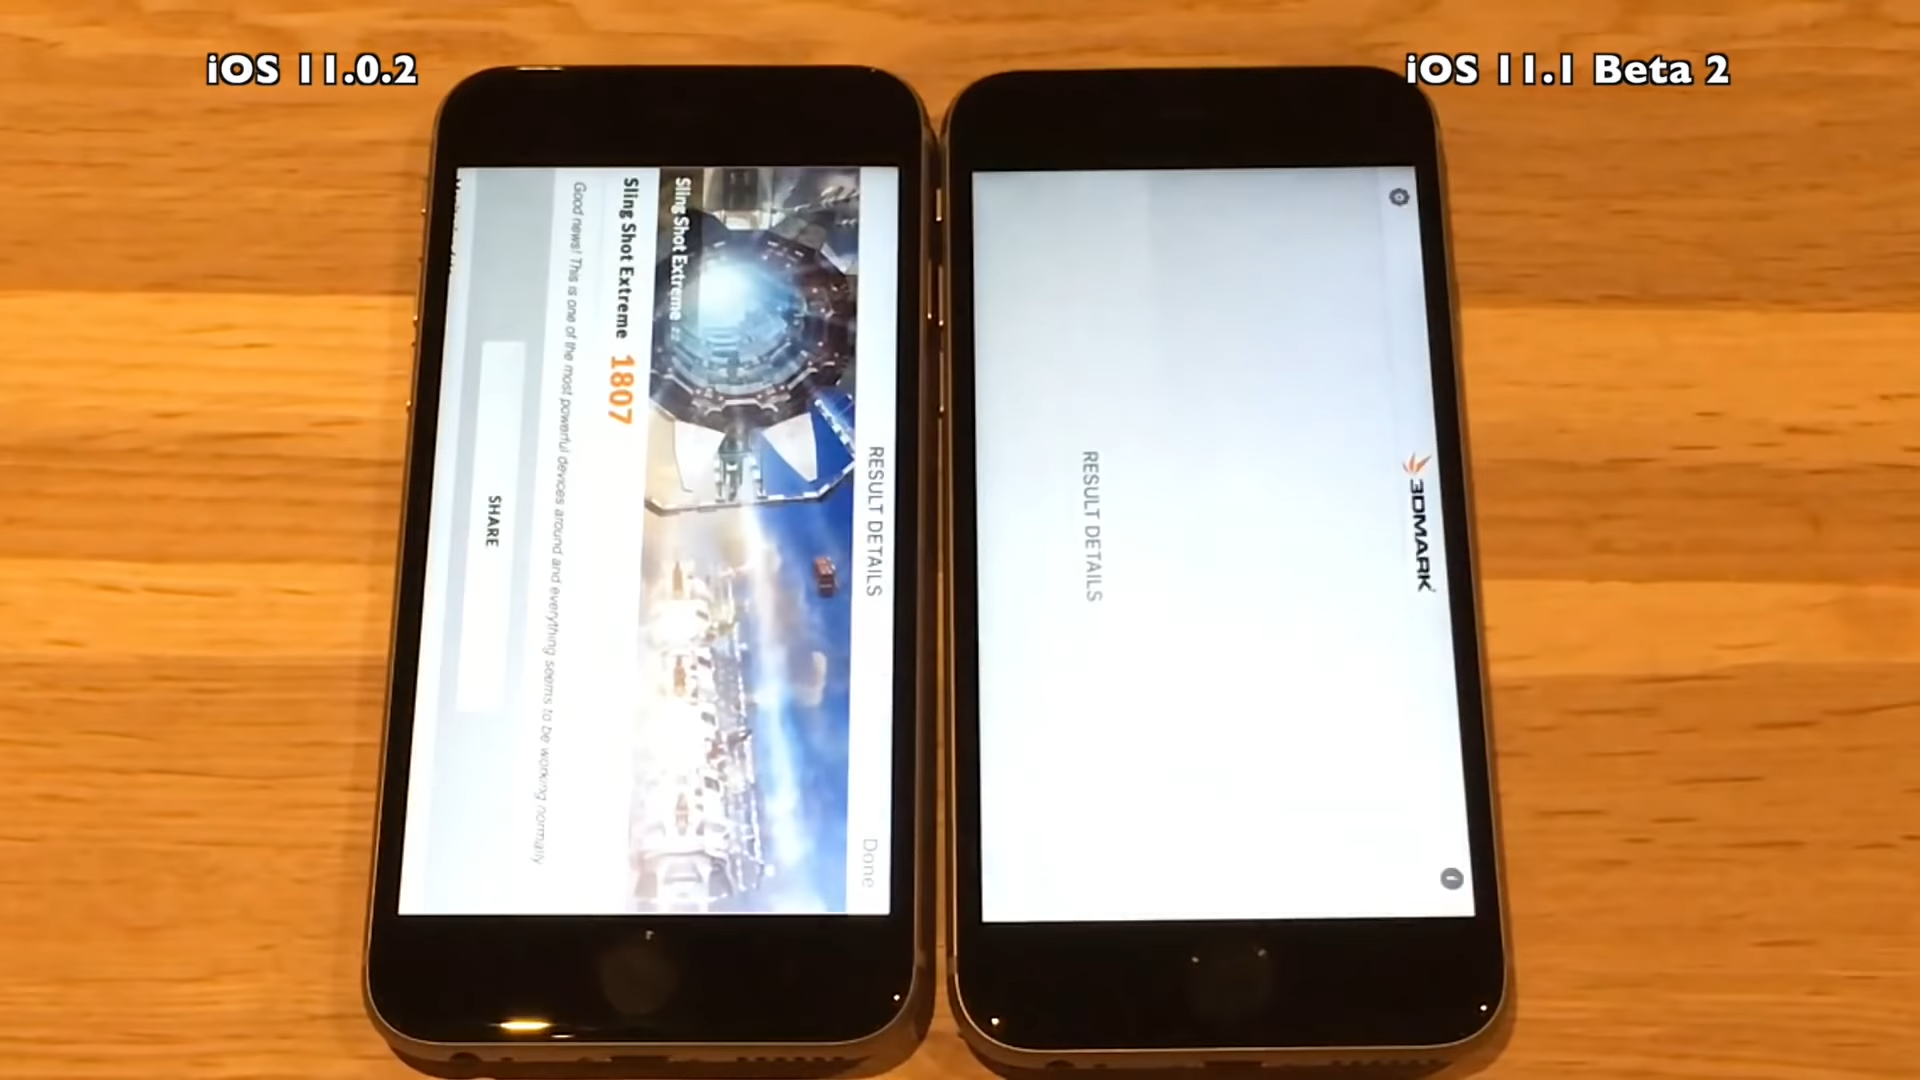 iOS 11.0.2
iOS 11.1 Beta 2
RESULT DETAILS
Done
Sling Shot Extreme
Sling Shot Extreme 1807
Good news! This is one of the most powerful devices around and everything seems to be working normally
SHARE
3DMARK
RESULT DETAILS